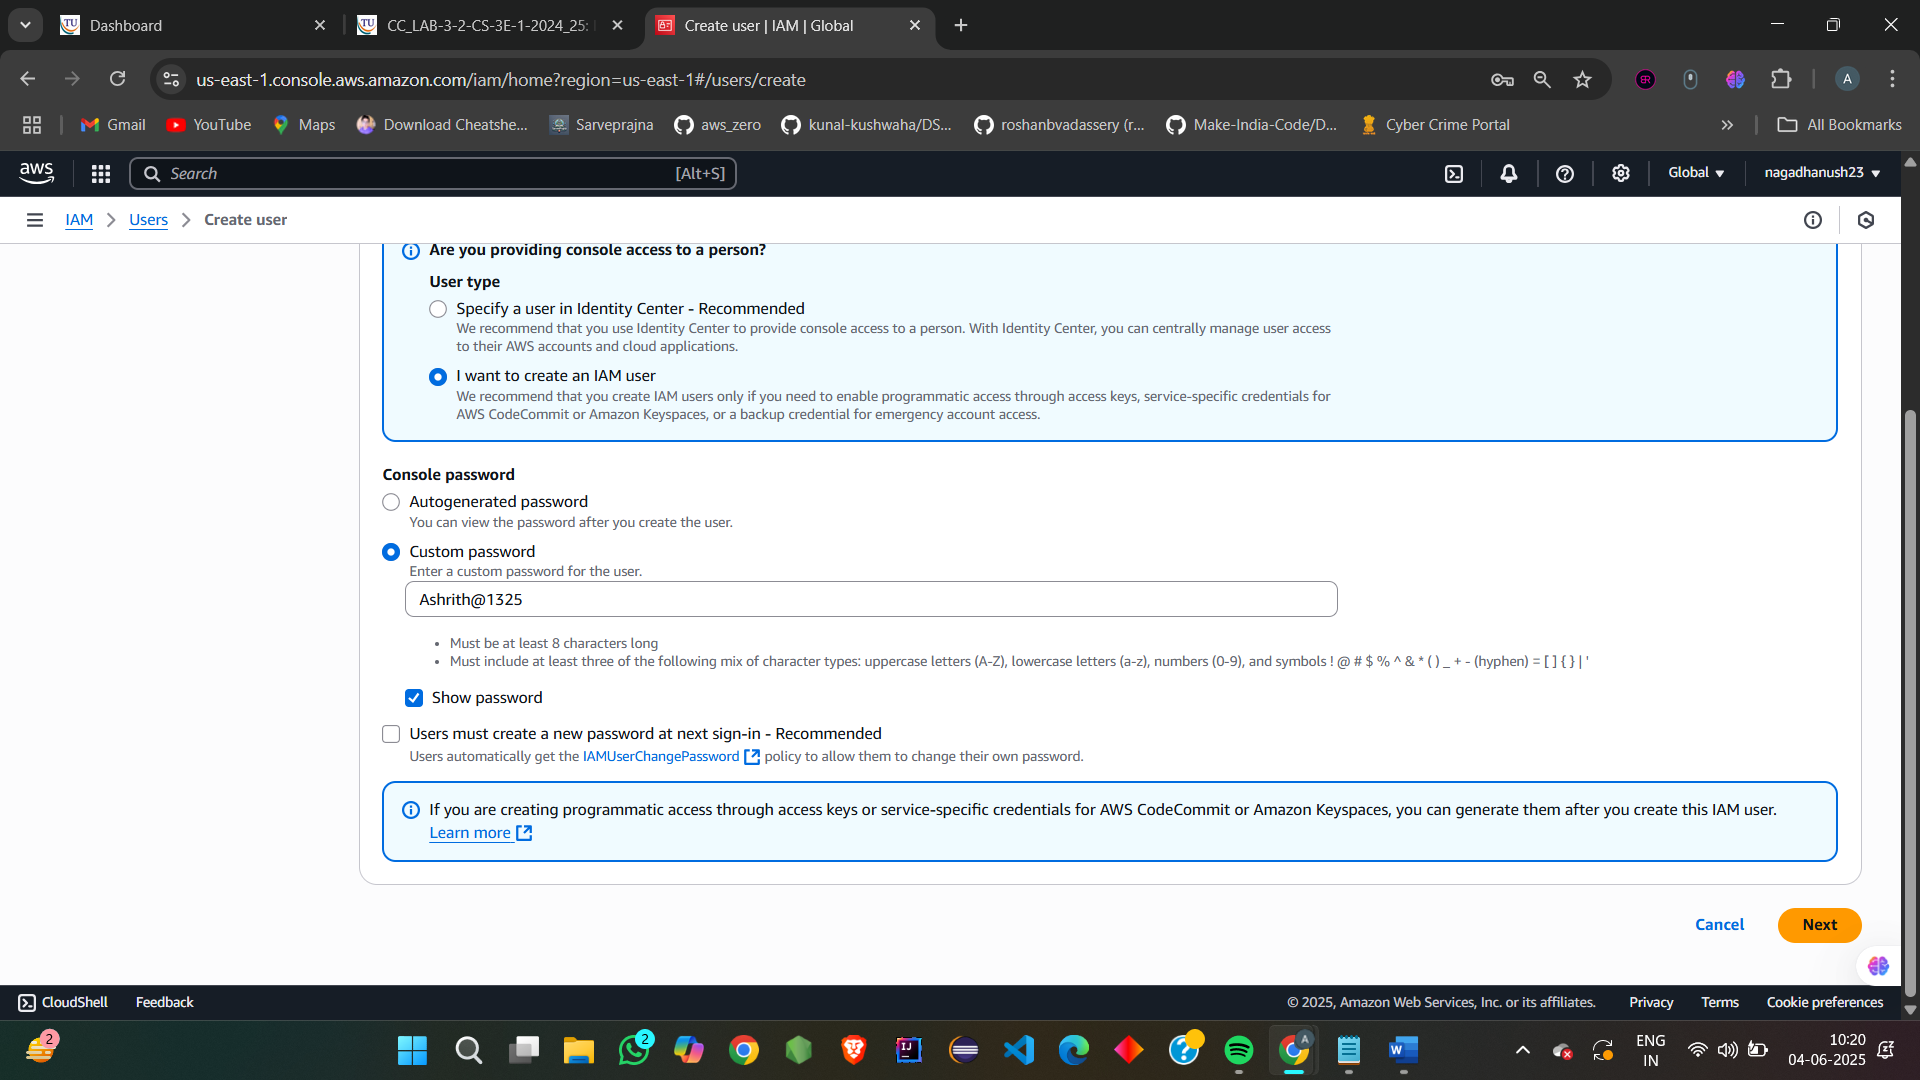 Dashboard
CC_LAB-3-2-CS-3E-1-2024_25:
Create user | IAM | Global
us-east-1.console.aws.amazon.com/iam/home?region=us-east-1#/users/create
A
Gmail
YouTube
Maps
Download Cheatshe...
Sarveprajna
aws_zero
kunal-kushwaha/DS...
roshanbvadassery (r...
Make-India-Code/D...
Cyber Crime Portal
All Bookmarks
aws
Search
[Alt+S]
Global
nagadhanush23
IAM
Users
Create user
Are you providing console access to a person?
User type
Specify a user in Identity Center - Recommended
We recommend that you use Identity Center to provide console access to a person. With Identity Center, you can centrally manage user access
to their AWS accounts and cloud applications.
I want to create an IAM user
We recommend that you create IAM users only if you need to enable programmatic access through access keys, service-specific credentials for
AWS CodeCommit or Amazon Keyspaces, or a backup credential for emergency account access.
Console password
Autogenerated password
You can view the password after you create the user.
Custom password
Enter a custom password for the user.
Ashrith@1325
• Must be at least 8 characters long
• Must include at least three of the following mix of character types: uppercase letters (A-Z), lowercase letters (a-z), numbers (0-9), and symbols ! @ # $ % ^ & * ( ) _ + - (hyphen) = [ ] { } | '
Show password
Users must create a new password at next sign-in - Recommended
Users automatically get the IAMUserChangePassword policy to allow them to change their own password.
If you are creating programmatic access through access keys or service-specific credentials for AWS CodeCommit or Amazon Keyspaces, you can generate them after you create this IAM user.
Learn more
Cancel
Next
CloudShell
Feedback
© 2025, Amazon Web Services, Inc. or its affiliates.
Privacy
Terms
Cookie preferences
2
2
A
ENG
IN
10:20
04-06-2025